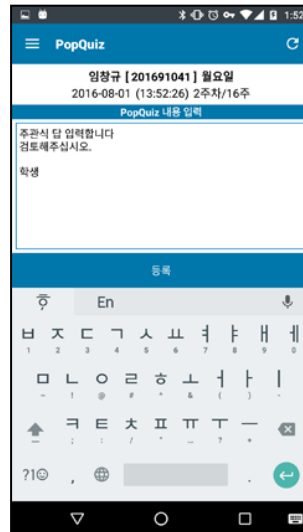 1:52
PopQuiz
임창규 [ 201691041 ] 월요일
2016-08-01 (13:52:26) 2주차/16주
PopQuiz 내용 입력
주관식 답 입력합니다
검토해주십시오.
학생
등록
En
ㅂ ㅈ ㄷ ㄱ ㅅ ㅛ ㅕ ㅑ ㅐ ㅔ
1 2 3 4 5 6 7 8 9 0
ㅁ ㄴ ㅇ ㄹ ㅎ ㅗ ㅓ ㅏ ㅣ
~ ! @ # ^ & ( )
ㅋ ㅌ ㅊ ㅍ ㅠ ㅜ ㅡ
?1☺ , .